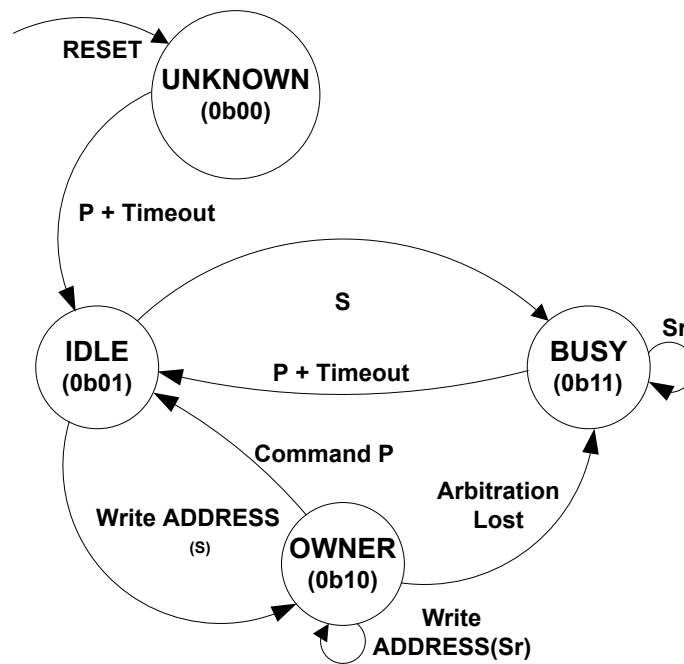 RESET
UNKNOWN
(0b00)
P + Timeout
S
Sr
IDLE
(0b01)
BUSY
(0b11)
P + Timeout
Command P
Write ADDRESS
(S)
Arbitration
Lost
OWNER
(0b10)
Write
ADDRESS(Sr)